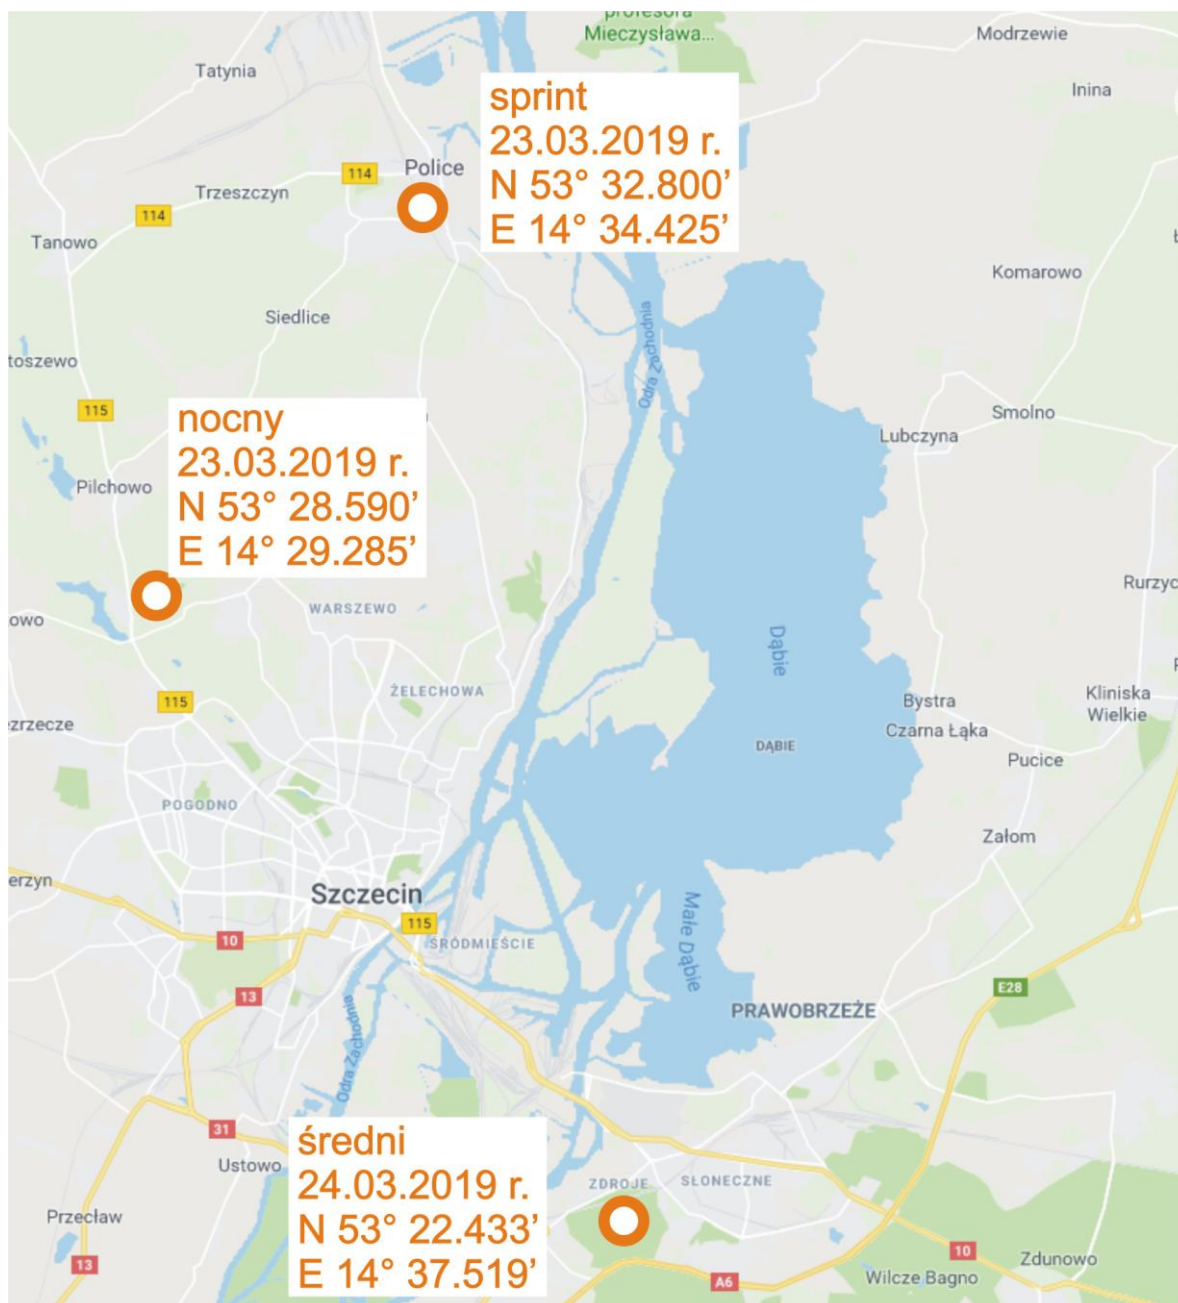 profesora
Mieczysława...
Modrzewie
Tatynia
Inina
sprint
23.03.2019 r.
N 53° 32.800’
E 14° 34.425’
Police
114
Trzeszczyn
114
Tanowo
Komarowo
Siedlice
Odra Zachodnia
toszewo
115
Smolno
Lubczyna
nocny
23.03.2019 r.
N 53° 28.590’
E 14° 29.285’
Pilchowo
Rurzyc
WARSZEWO
owo
Dąbie
ŻELECHOWA
115
Bystra
Kliniska
Wielkie
ezrzecze
Czarna Łąka
DĄBIE
Pucice
POGODNO
Załom
erzyn
Szczecin
115
Małe Dąbie
10
ŚRÓDMIEŚCIE
13
E28
PRAWOBRZEŻE
Odra Zachodnia
31
Ustowo
średni
24.03.2019 r.
N 53° 22.433’
E 14° 37.519’
ZDROJE
SŁONECZNE
Przecław
13
10
Zdunowo
A6
Wilcze Bagno